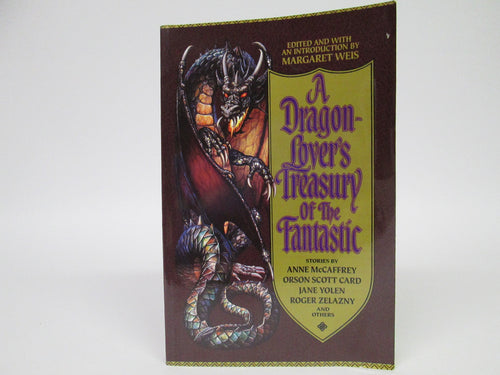 EDITED AND WITH
AN INTRODUCTION BY
MARGARET WEIS
A
Dragon-
Lover's
Treasury
Of The
Fantastic
STORIES BY
ANNE McCAFFREY
ORSON SCOTT CARD
JANE YOLEN
ROGER ZELAZNY
AND
OTHERS